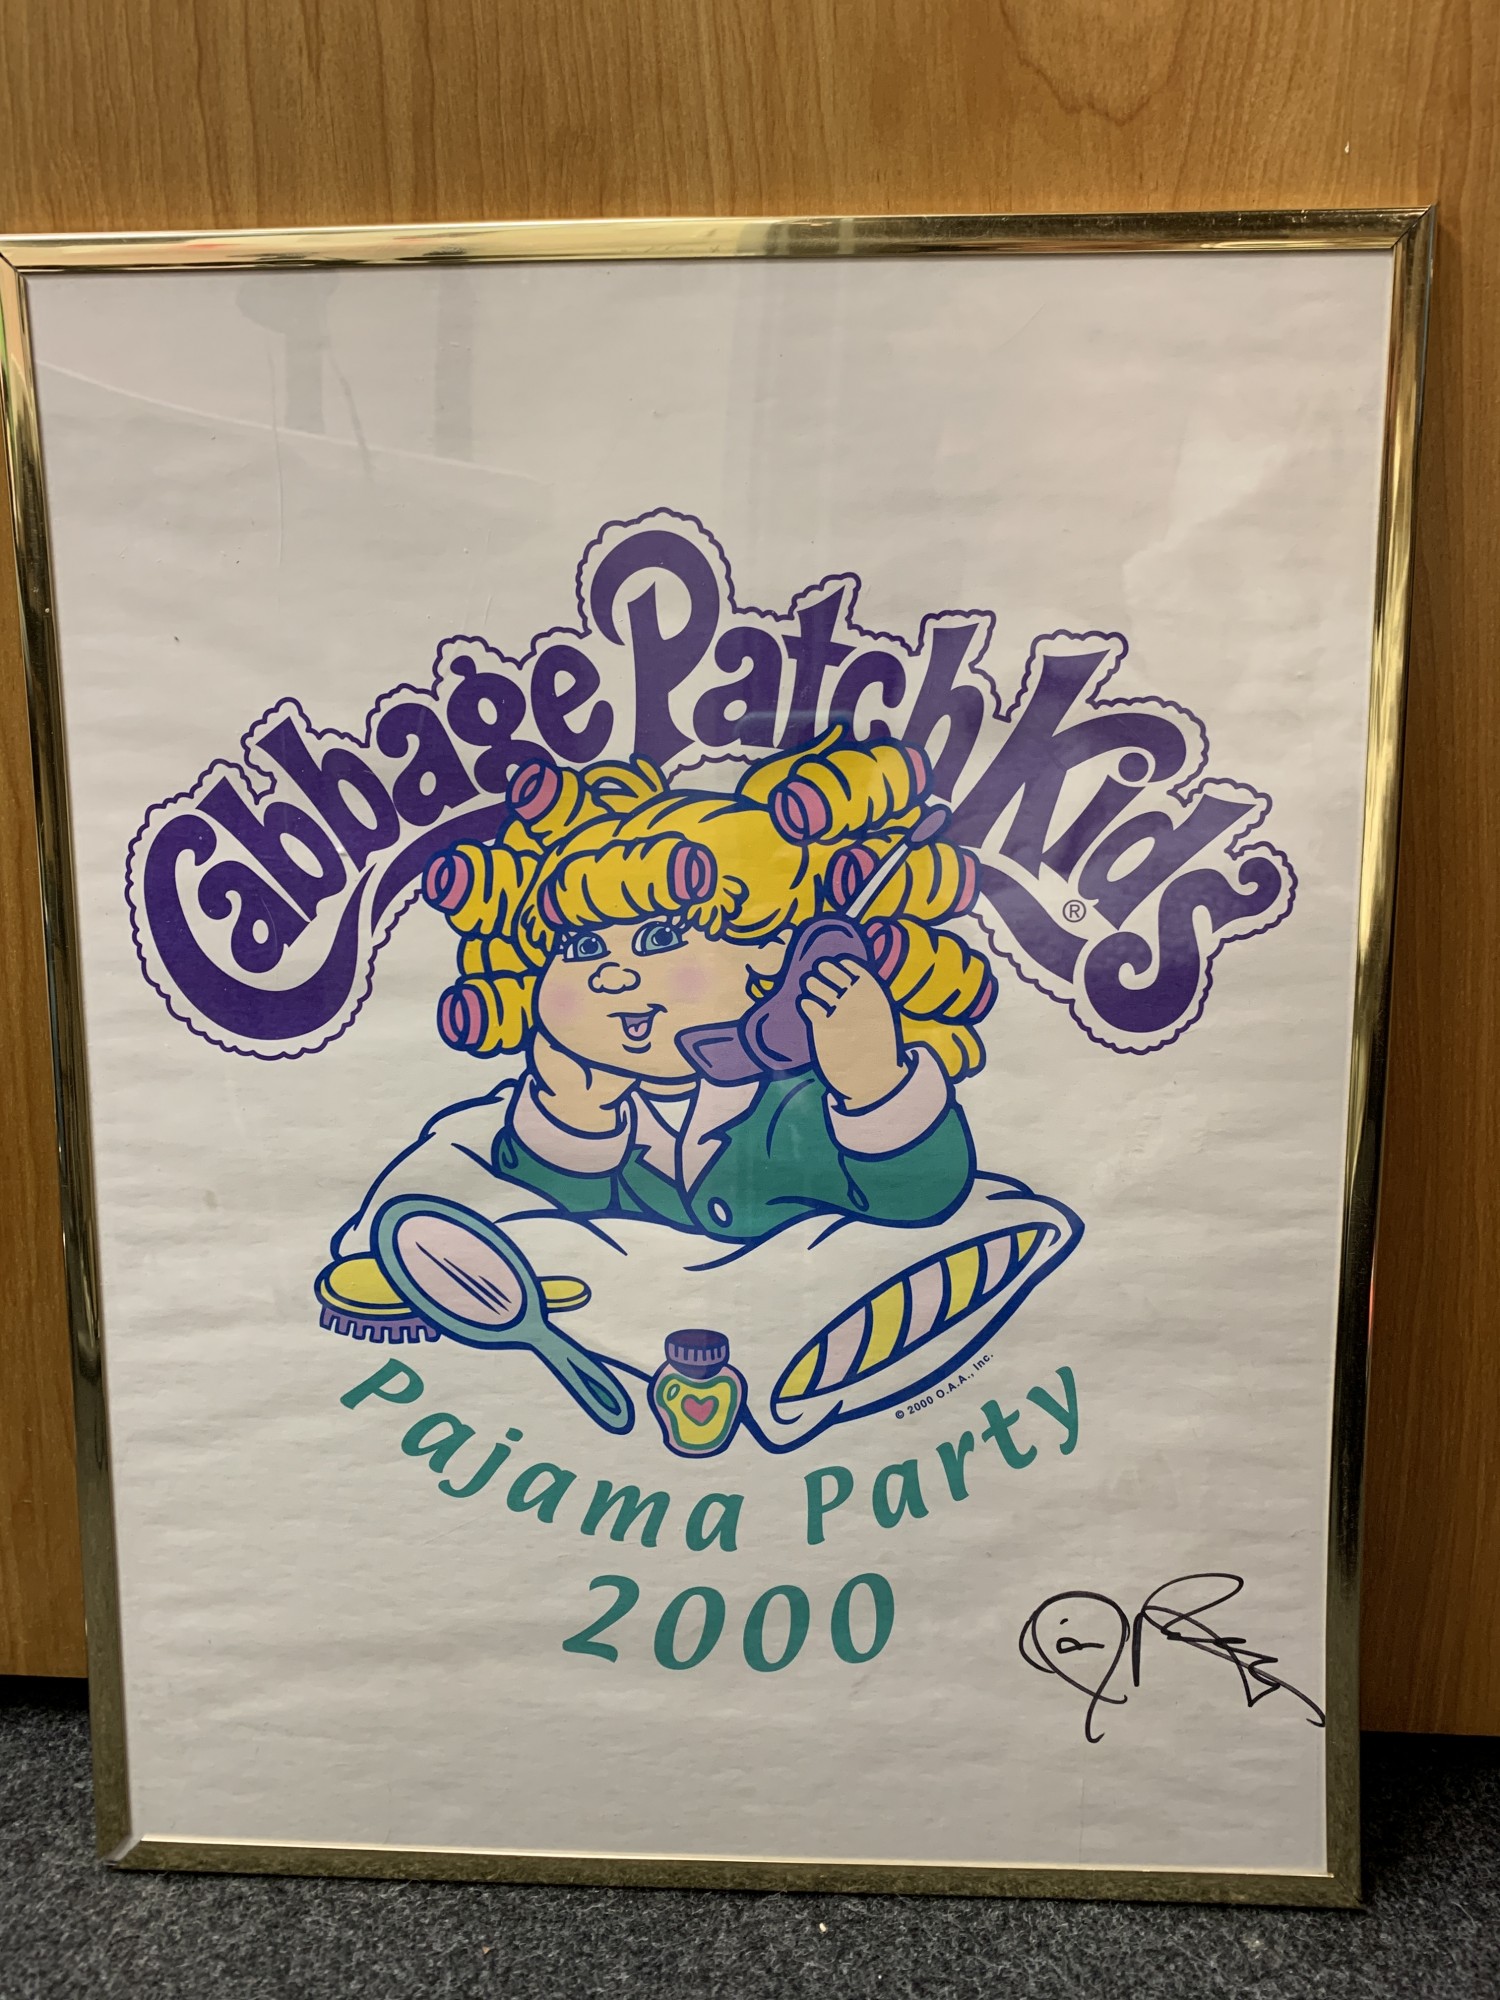 Cabbage Patch Kids®
© 2000 O.A.A., Inc.
Pajama Party
2000